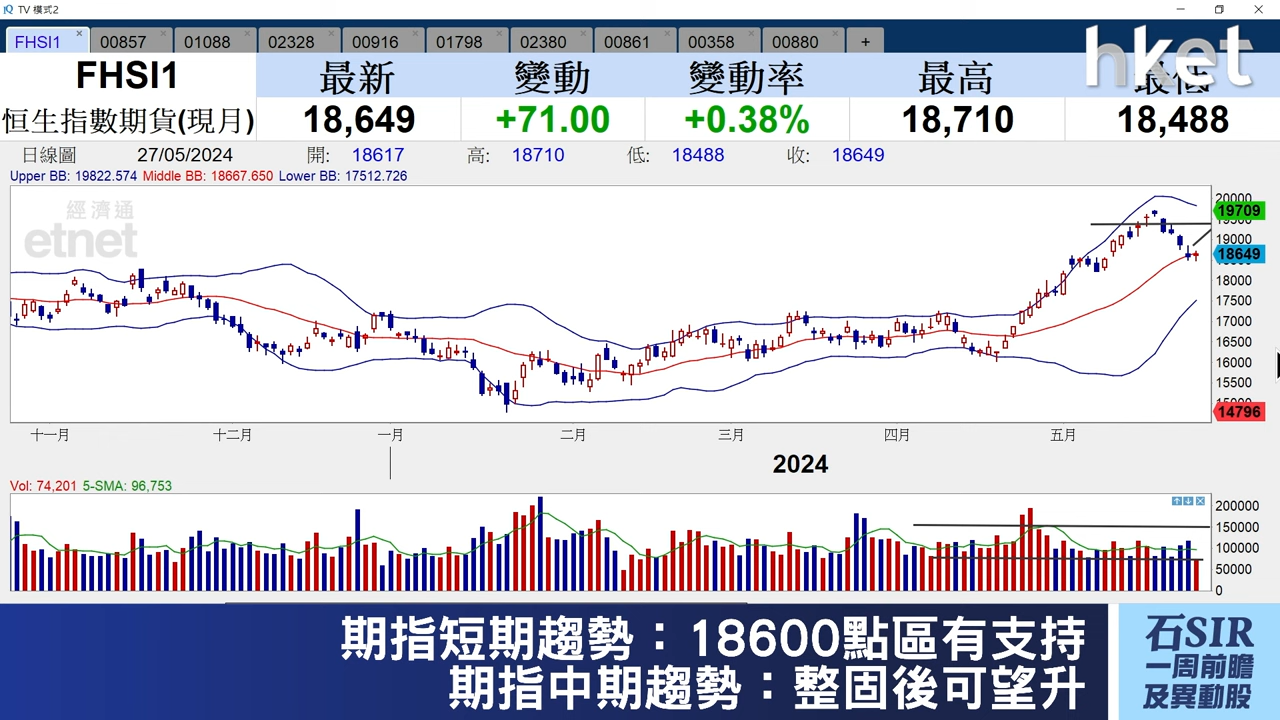 TV 模式2
FHSI1 00857 01088 02328 00916 01798 02380 00861 00358 00880 +
hket
FHSI1 最新 變動 變動率 最高 最低
恒生指數期貨(現月) 18,649 +71.00 +0.38% 18,710 18,488
日線圖 27/05/2024 開: 18617 高: 18710 低: 18488 收: 18649
Upper BB: 19822.574 Middle BB: 18667.650 Lower BB: 17512.726
經濟通
etnet
20000
19709
19000
18649
18000
17500
17000
16500
16000
15500
14796
十一月 十二月 一月 二月 三月 四月 五月
2024
Vol: 74,201 5-SMA: 96,753
200000
150000
100000
50000
0
期指短期趨勢：18600點區有支持
期指中期趨勢：整固後可望升
石SIR
一周前瞻
及異動股